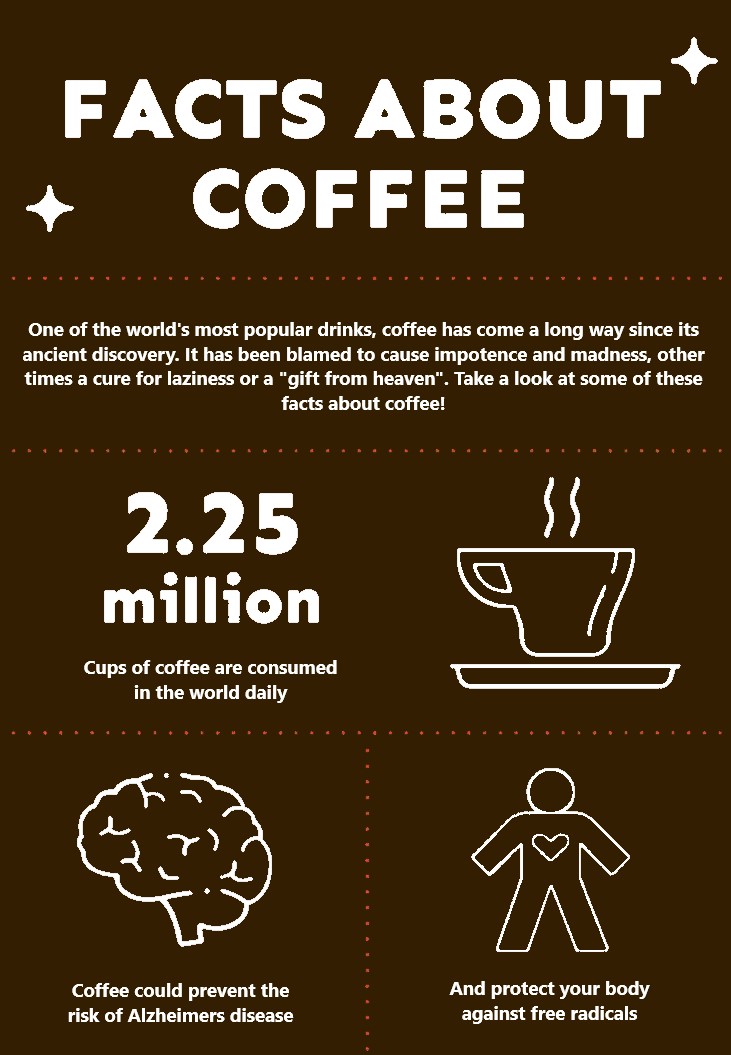 FACTS ABOUT
COFFEE
One of the world's most popular drinks, coffee has come a long way since its
ancient discovery. It has been blamed to cause impotence and madness, other
times a cure for laziness or a "gift from heaven". Take a look at some of these
facts about coffee!
2.25
million
Cups of coffee are consumed
in the world daily
Coffee could prevent the
risk of Alzheimers disease
And protect your body
against free radicals